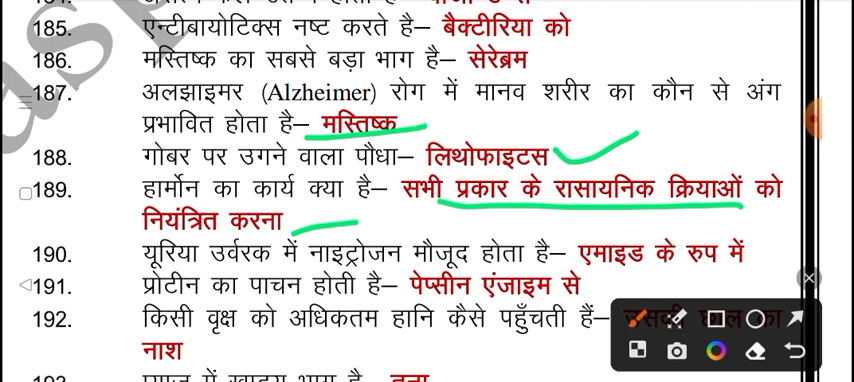 185. एन्टीबायोटिक्स नष्ट करते है– बैक्टीरिया को
186. मस्तिष्क का सबसे बड़ा भाग है– सेरेब्रम
187. अलझाइमर (Alzheimer) रोग में मानव शरीर का कौन से अंग
प्रभावित होता है– मस्तिष्क
188. गोबर पर उगने वाला पौधा– लिथोफाइटस
189. हार्मोन का कार्य क्या है– सभी प्रकार के रासायनिक क्रियाओं को
नियंत्रित करना
190. यूरिया उर्वरक में नाइट्रोजन मौजूद होता है– एमाइड के रुप में
191. प्रोटीन का पाचन होती है– पेप्सीन एंजाइम से
192. किसी वृक्ष को अधिकतम हानि कैसे पहुँचती हैं– उसकी छाल का
नाश